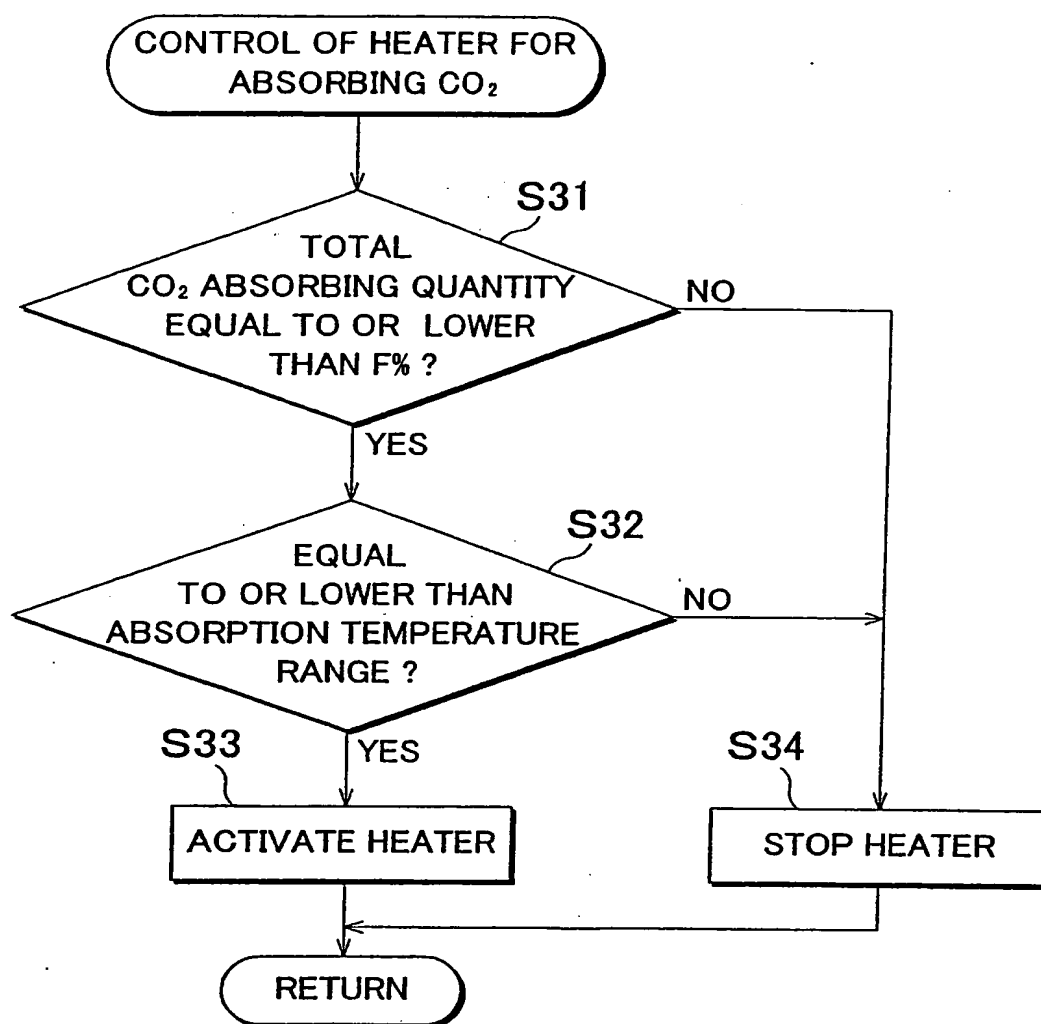 CONTROL OF HEATER FOR
ABSORBING CO₂
S31
TOTAL
CO₂ ABSORBING QUANTITY
EQUAL TO OR LOWER
THAN F% ?
NO
YES
S32
EQUAL
TO OR LOWER THAN
ABSORPTION TEMPERATURE
RANGE ?
NO
YES
S33
ACTIVATE HEATER
S34
STOP HEATER
RETURN